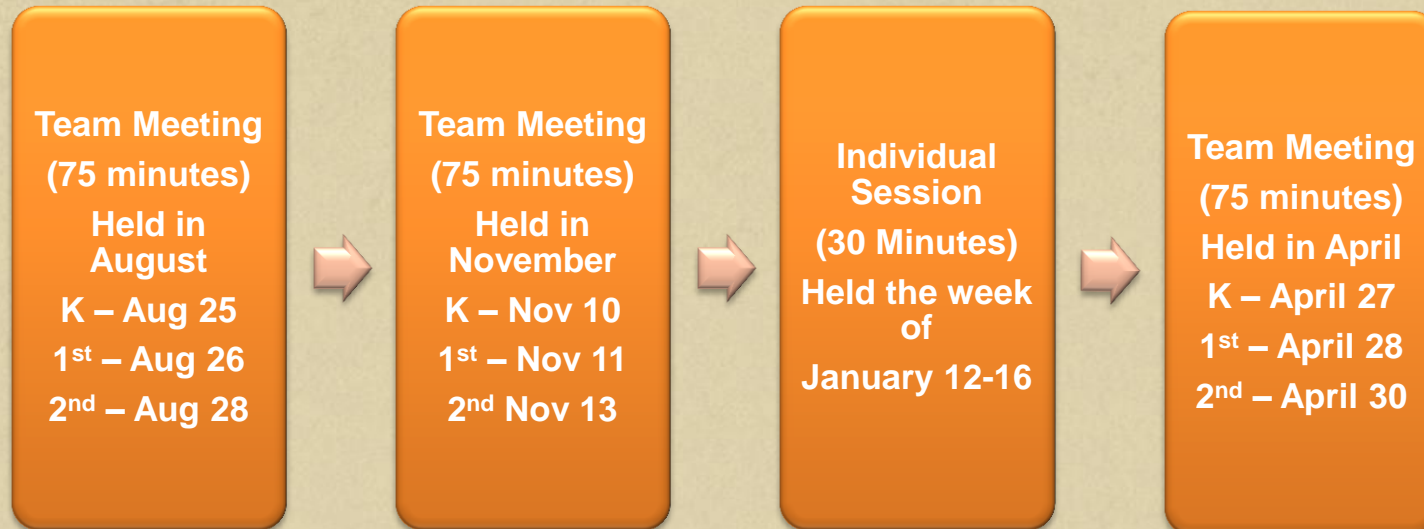 Team Meeting
(75 minutes)
Held in
August
K – Aug 25
1st – Aug 26
2nd – Aug 28
Team Meeting
(75 minutes)
Held in
November
K – Nov 10
1st – Nov 11
2nd Nov 13
Individual
Session
(30 Minutes)
Held the week
of
January 12-16
Team Meeting
(75 minutes)
Held in April
K – April 27
1st – April 28
2nd – April 30